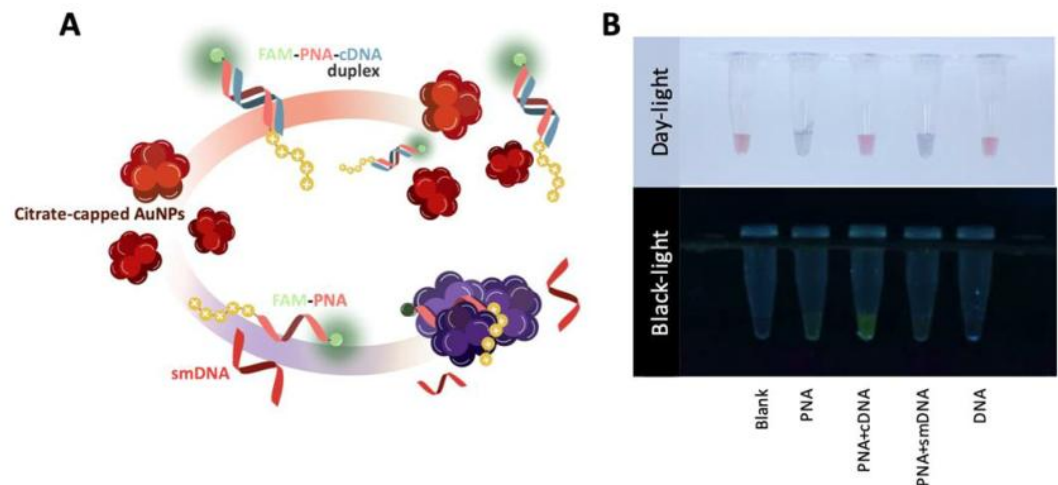 A
FAM-PNA-cDNA
duplex
Citrate-capped AuNPs
FAM-PNA
smDNA
B
Day-light
Black-light
Blank
PNA
PNA+cDNA
PNA+smDNA
DNA